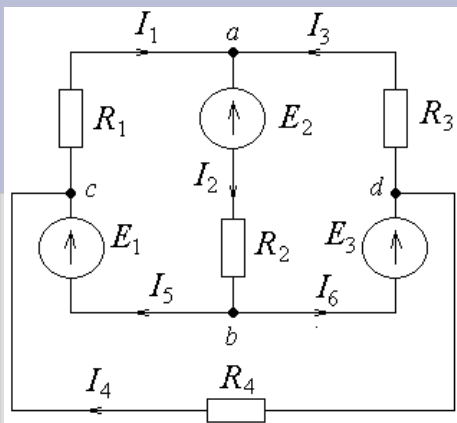 I₁ a I₃
R₁ E₂ R₃
I₂
c d
E₁ R₂ E₃
I₅ b I₆
I₄ R₄